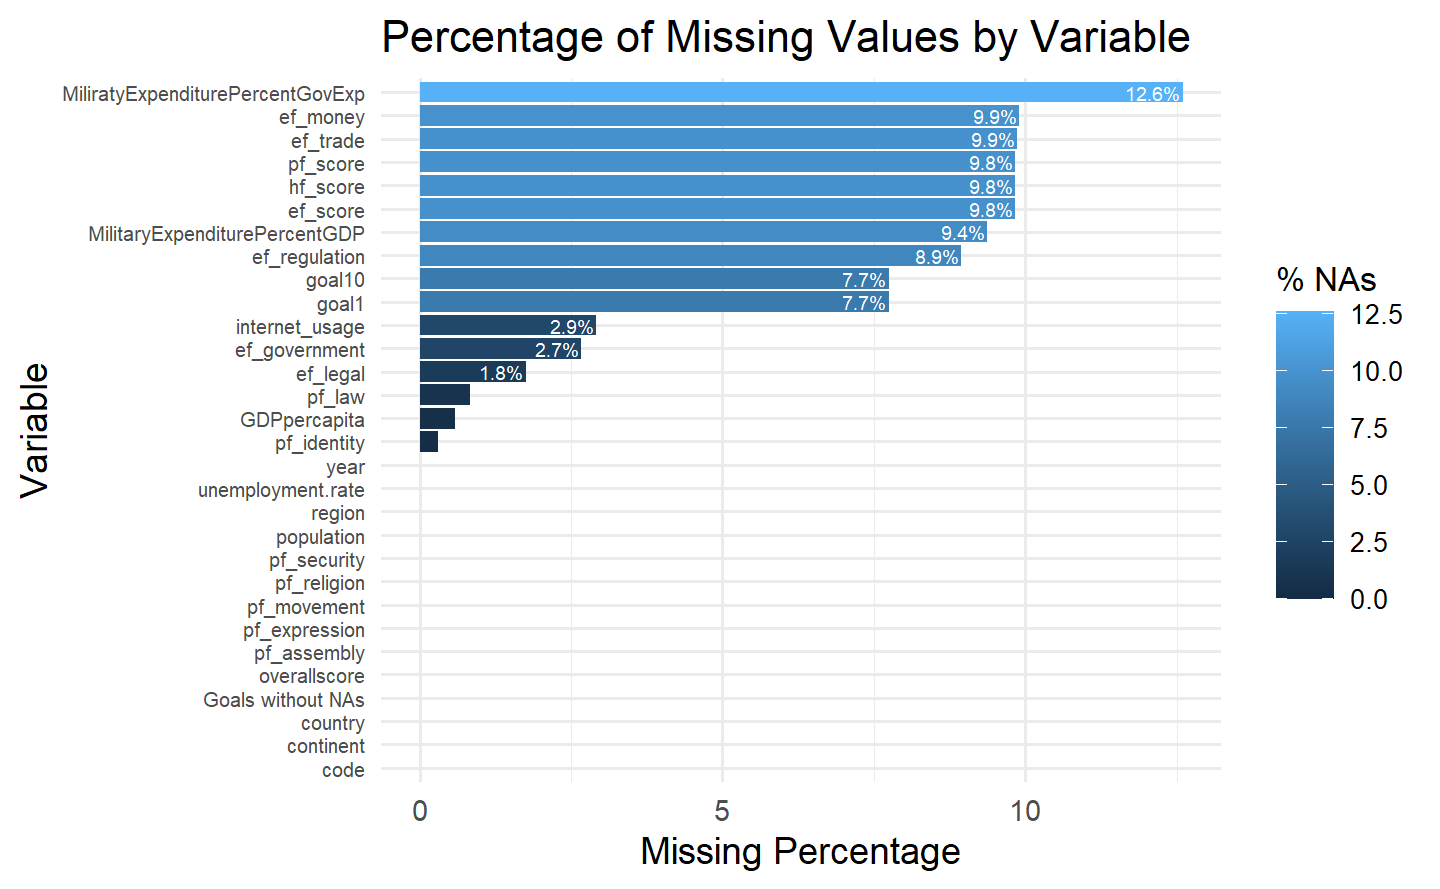 Percentage of Missing Values by Variable
Variable
MiliratyExpenditurePercentGovExp 12.6%
ef_money 9.9%
ef_trade 9.9%
pf_score 9.8%
hf_score 9.8%
ef_score 9.8%
MilitaryExpenditurePercentGDP 9.4%
ef_regulation 8.9%
goal10 7.7%
goal1 7.7%
internet_usage 2.9%
ef_government 2.7%
ef_legal 1.8%
pf_law
GDPpercapita
pf_identity
year
unemployment.rate
region
population
pf_security
pf_religion
pf_movement
pf_expression
pf_assembly
overallscore
Goals without NAs
country
continent
code
0 5 10
Missing Percentage
% NAs
12.5
10.0
7.5
5.0
2.5
0.0